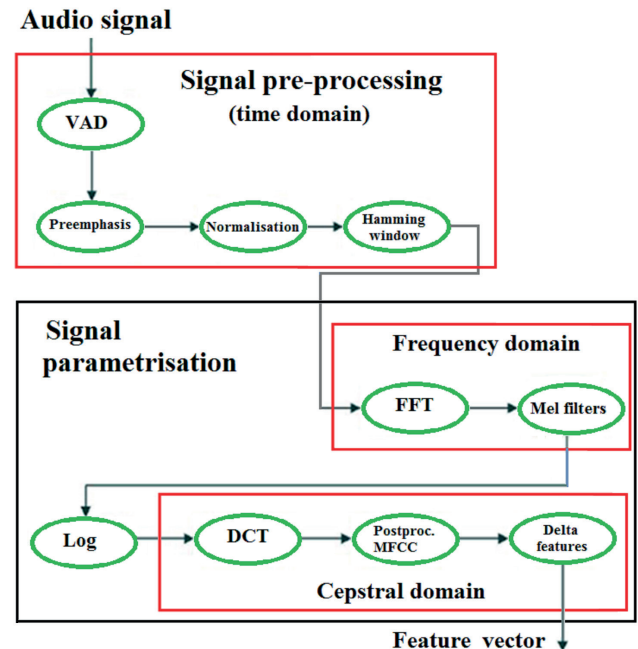 Audio signal
Signal pre-processing
(time domain)
VAD
Preemphasis
Normalisation
Hamming
window
Signal
parametrisation
Frequency domain
FFT
Mel filters
Log
DCT
Postproc.
MFCC
Delta
features
Cepstral domain
Feature vector